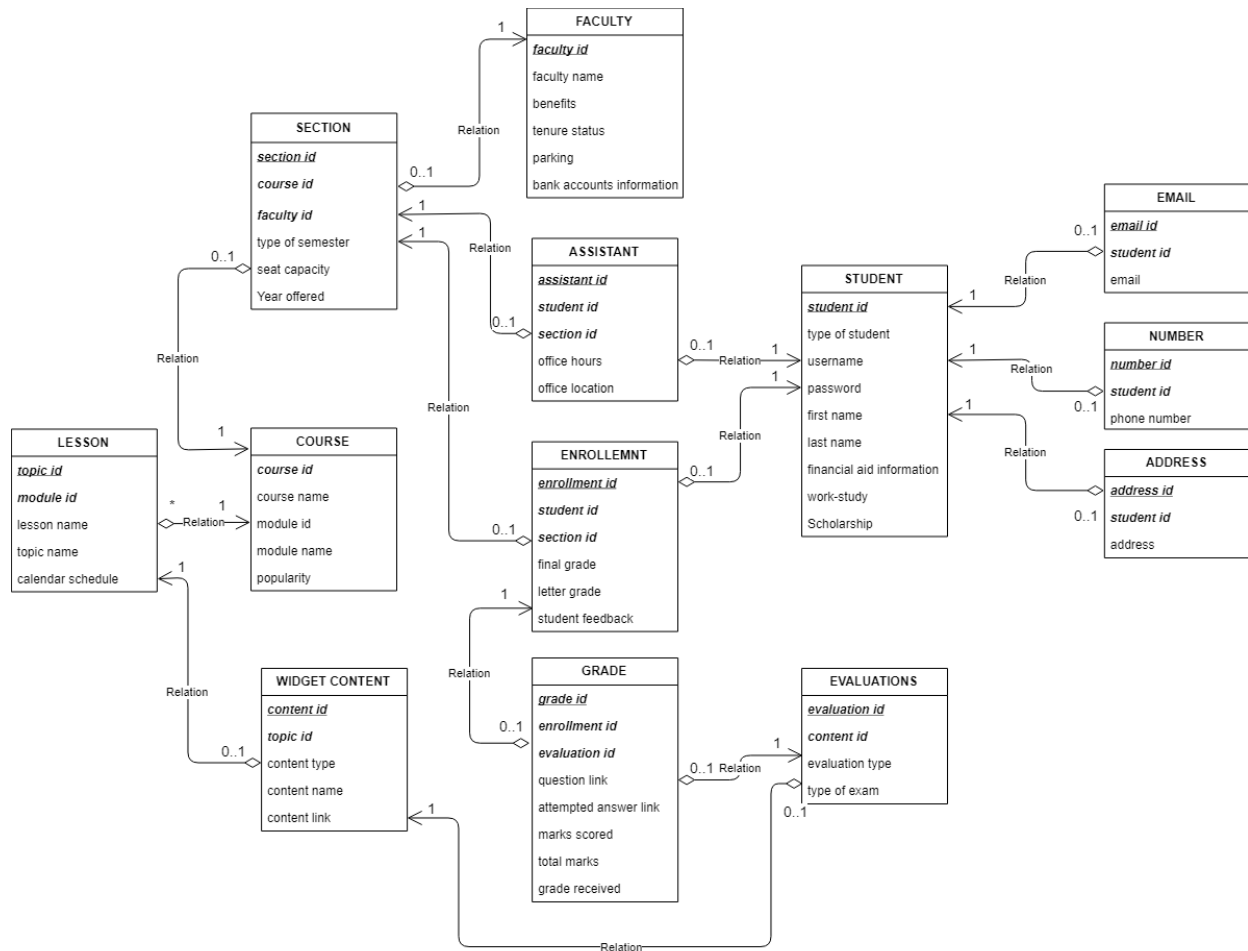 FACULTY
faculty id
faculty name
benefits
tenure status
parking
bank accounts information
1
Relation
0..1
SECTION
section id
course id
faculty id
type of semester
seat capacity
Year offered
1
1
0..1
Relation
Relation
ASSISTANT
assistant id
student id
section id
office hours
office location
0..1
0..1
Relation
1
STUDENT
student id
type of student
username
password
first name
last name
financial aid information
work-study
Scholarship
1
1
1
1
Relation
0..1
EMAIL
email id
student id
email
Relation
0..1
NUMBER
number id
student id
phone number
Relation
0..1
ADDRESS
address id
student id
address
Relation
Relation
0..1
ENROLLEMNT
enrollment id
student id
section id
final grade
letter grade
student feedback
0..1
1
LESSON
topic id
module id
lesson name
topic name
calendar schedule
*
Relation
1
1
1
COURSE
course id
course name
module id
module name
popularity
Relation
WIDGET CONTENT
content id
topic id
content type
content name
content link
0..1
1
Relation
0..1
GRADE
grade id
enrollment id
evaluation id
question link
attempted answer link
marks scored
total marks
grade received
0..1
Relation
1
EVALUATIONS
evaluation id
content id
evaluation type
type of exam
0..1
Relation